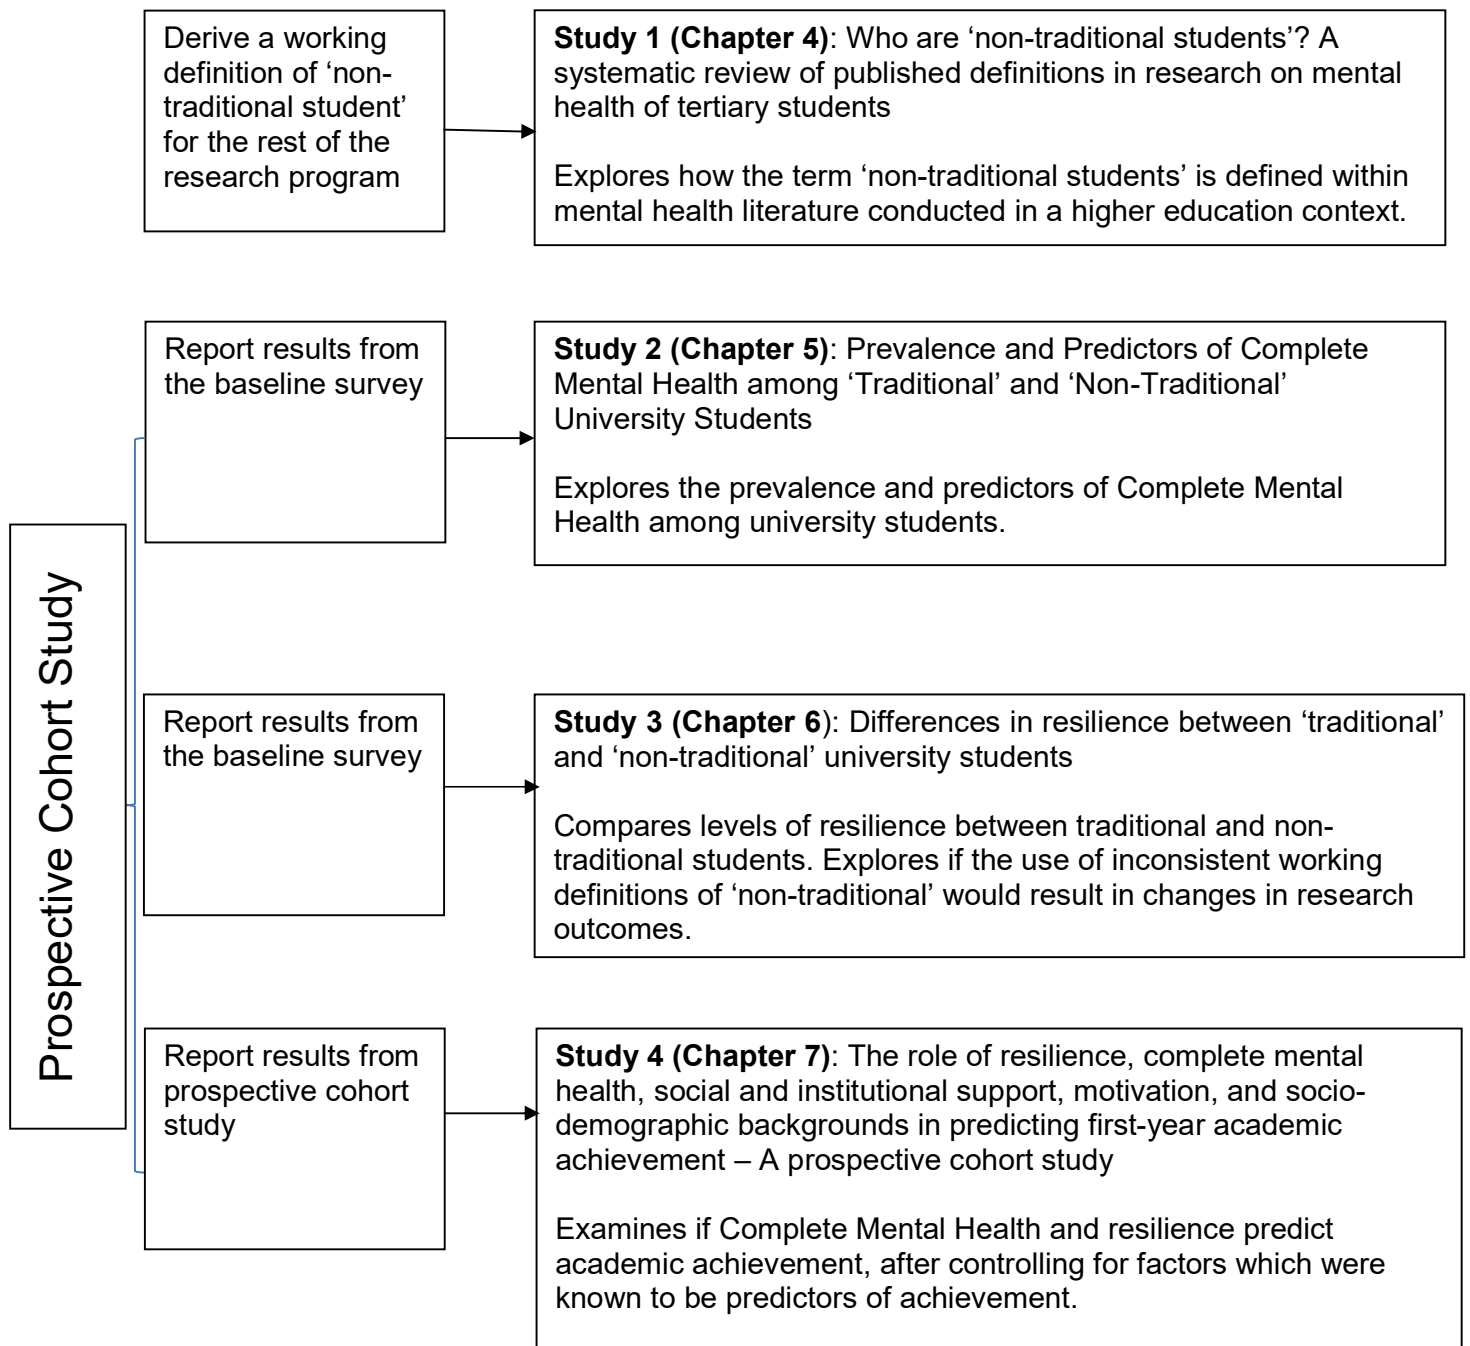 Derive a working
definition of ‘non-
traditional student’
for the rest of the
research program
Study 1 (Chapter 4): Who are ‘non-traditional students’? A
systematic review of published definitions in research on mental
health of tertiary students
Explores how the term ‘non-traditional students’ is defined within
mental health literature conducted in a higher education context.
Prospective Cohort Study
Report results from
the baseline survey
Study 2 (Chapter 5): Prevalence and Predictors of Complete
Mental Health among ‘Traditional’ and ‘Non-Traditional’
University Students
Explores the prevalence and predictors of Complete Mental
Health among university students.
Report results from
the baseline survey
Study 3 (Chapter 6): Differences in resilience between ‘traditional’
and ‘non-traditional’ university students
Compares levels of resilience between traditional and non-
traditional students. Explores if the use of inconsistent working
definitions of ‘non-traditional’ would result in changes in research
outcomes.
Report results from
prospective cohort
study
Study 4 (Chapter 7): The role of resilience, complete mental
health, social and institutional support, motivation, and socio-
demographic backgrounds in predicting first-year academic
achievement – A prospective cohort study
Examines if Complete Mental Health and resilience predict
academic achievement, after controlling for factors which were
known to be predictors of achievement.